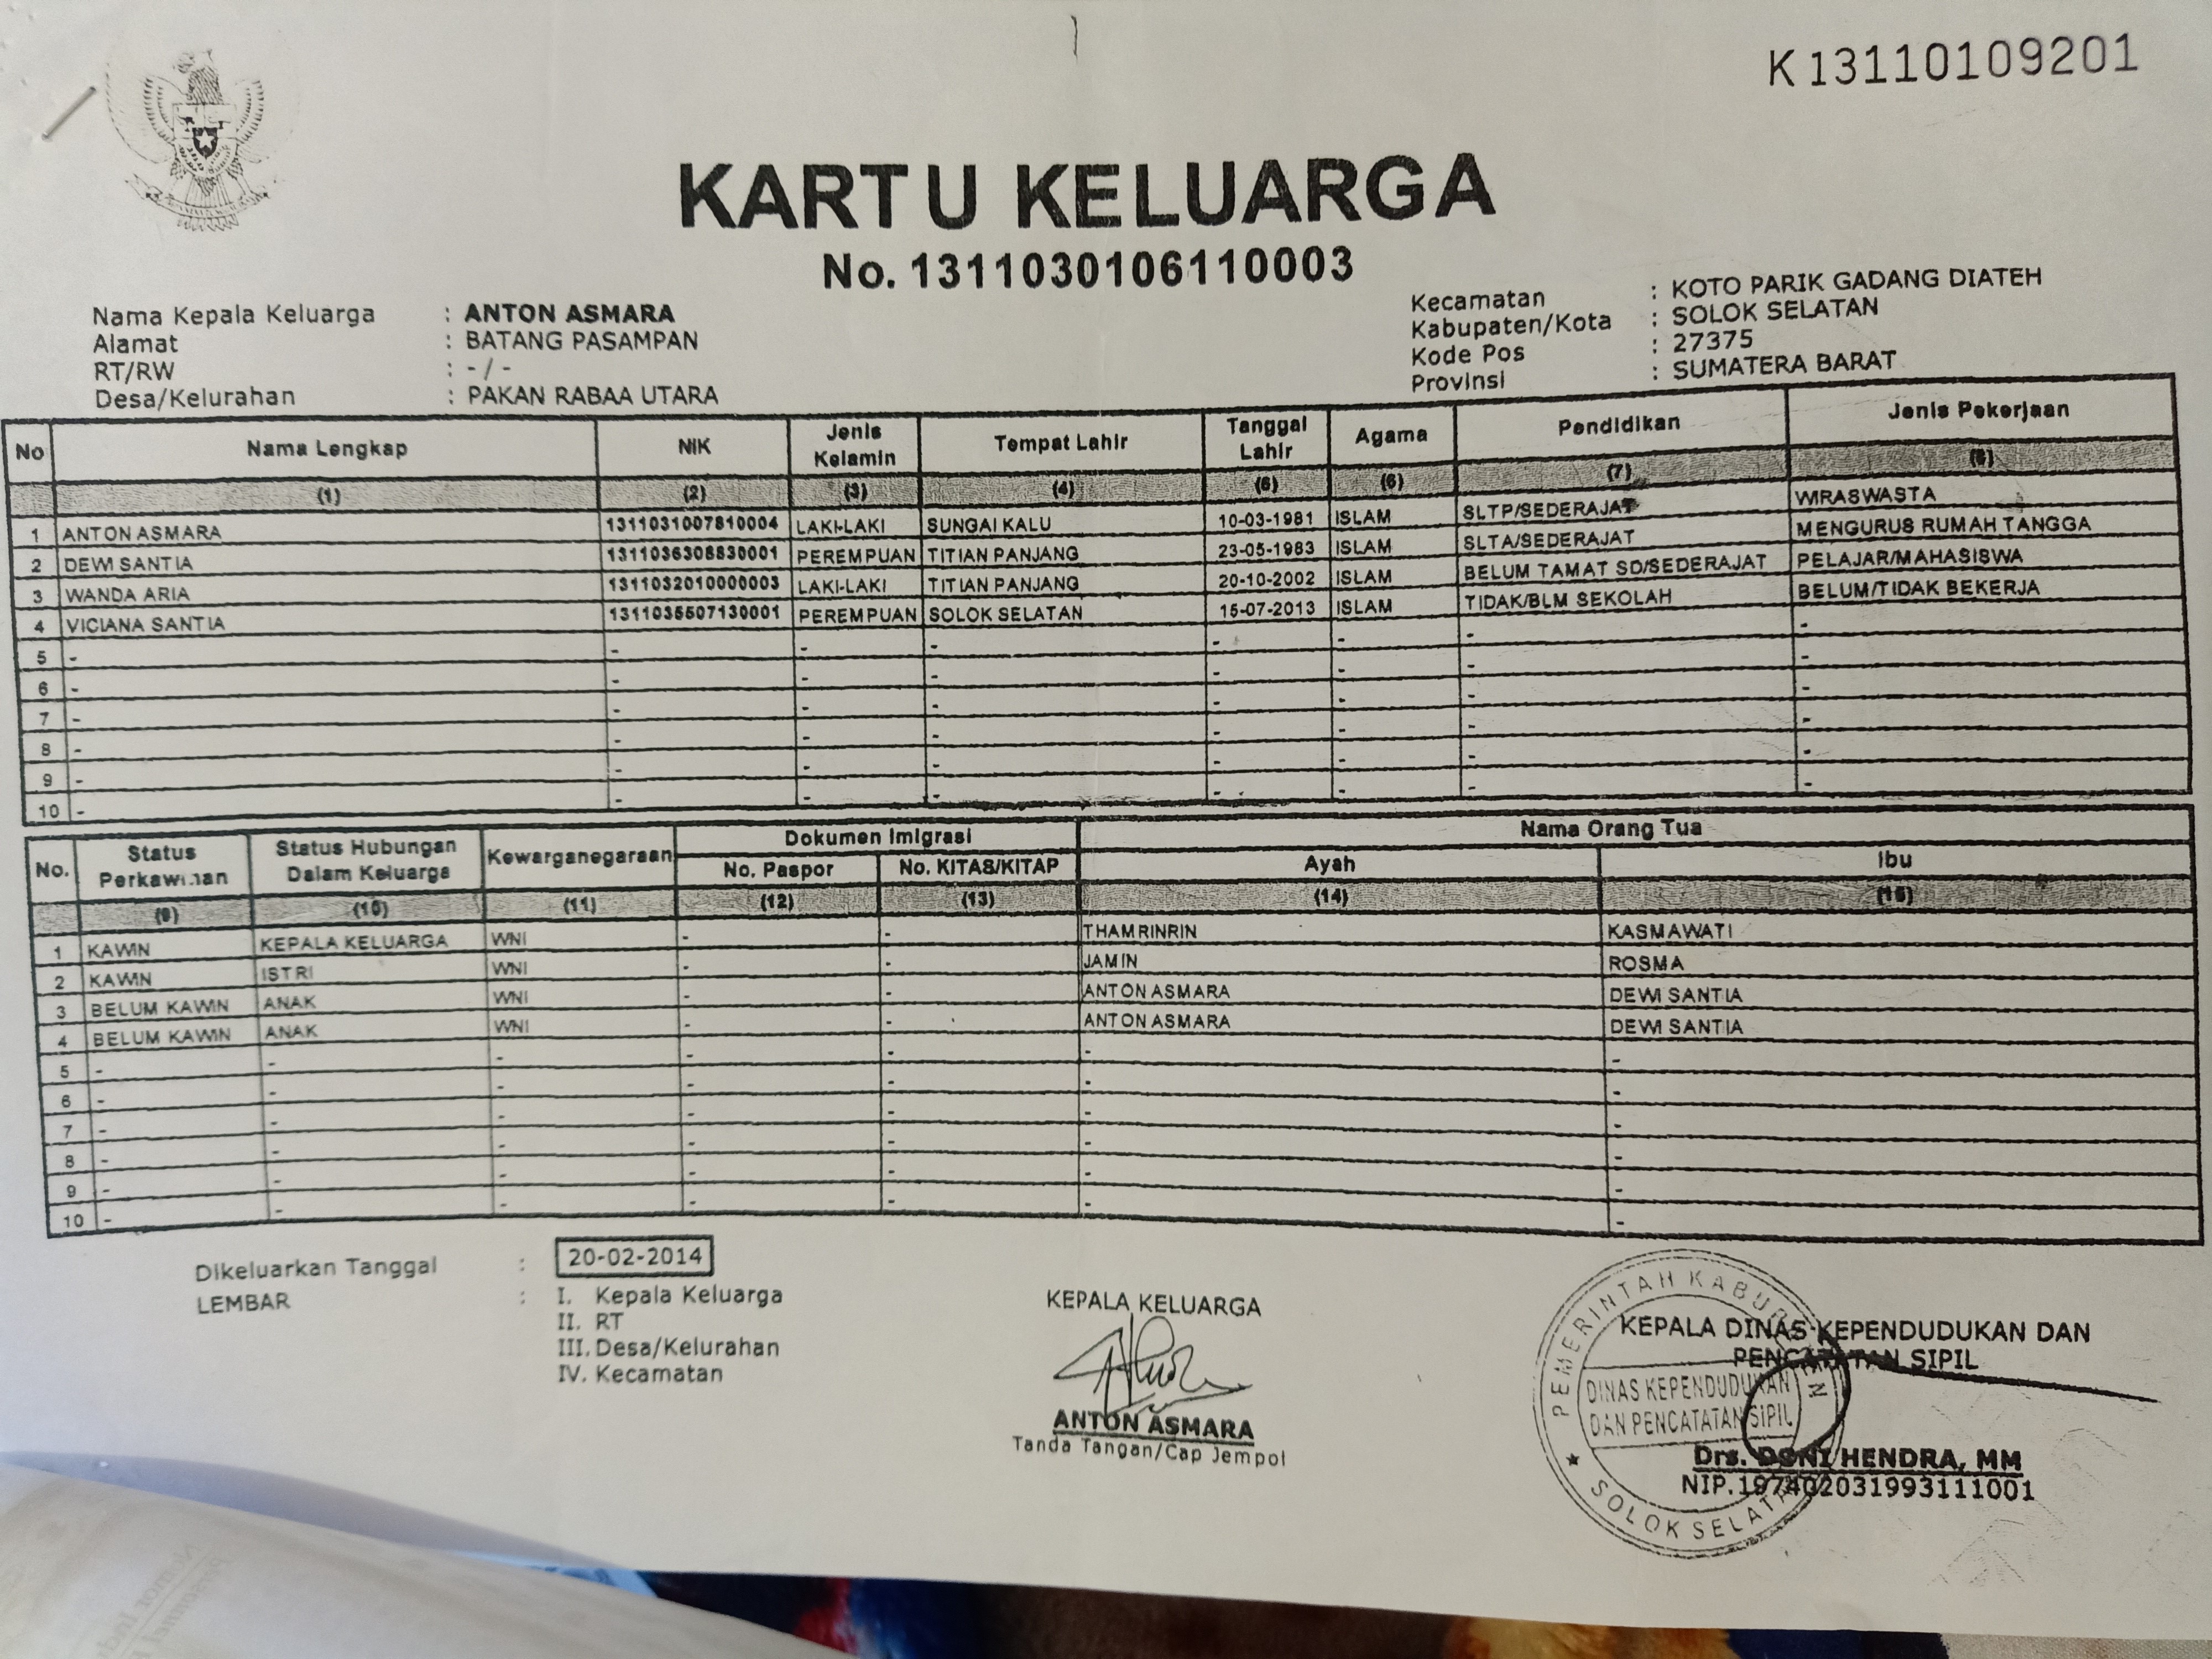 K 13110109201
KARTU KELUARGA
No. 1311030106110003
Nama Kepala Keluarga : ANTON ASMARA
Alamat : BATANG PASAMPAN
RT/RW : - / -
Desa/Kelurahan : PAKAN RABAA UTARA
Kecamatan : KOTO PARIK GADANG DIATEH
Kabupaten/Kota : SOLOK SELATAN
Kode Pos : 27375
Provinsi : SUMATERA BARAT
No Nama Lengkap NIK Jenis Kelamin Tempat Lahir Tanggal Lahir Agama Pendidikan Jenis Pekerjaan
(1) (2) (3) (4) (5) (6) (7) (8)
1 ANTON ASMARA 1311031007810004 LAKI-LAKI SUNGAI KALU 10-03-1981 ISLAM SLTP/SEDERAJAT WIRASWASTA
2 DEWI SANTIA 1311036308830001 PEREMPUAN TITIAN PANJANG 23-05-1983 ISLAM SLTA/SEDERAJAT MENGURUS RUMAH TANGGA
3 WANDA ARIA 1311032010000003 LAKI-LAKI TITIAN PANJANG 20-10-2002 ISLAM BELUM TAMAT SD/SEDERAJAT PELAJAR/MAHASISWA
4 VICIANA SANTIA 1311035507130001 PEREMPUAN SOLOK SELATAN 15-07-2013 ISLAM TIDAK/BLM SEKOLAH BELUM/TIDAK BEKERJA
5 - - - - - - - -
6 - - - - - - - -
7 - - - - - - - -
8 - - - - - - - -
9 - - - - - - - -
10 - - - - - - - -
No. Status Perkawinan Status Hubungan Dalam Keluarga Kewarganegaraan Dokumen Imigrasi Nama Orang Tua
No. Paspor No. KITAS/KITAP Ayah Ibu
(9) (10) (11) (12) (13) (14) (15)
1 KAWIN KEPALA KELUARGA WNI - - THAMRINRIN KASMAWATI
2 KAWIN ISTRI WNI - - JAMIN ROSMA
3 BELUM KAWIN ANAK WNI - - ANTON ASMARA DEWI SANTIA
4 BELUM KAWIN ANAK WNI - - ANTON ASMARA DEWI SANTIA
5 - - - - - - -
6 - - - - - - -
7 - - - - - - -
8 - - - - - - -
9 - - - - - - -
10 - - - - - - -
Dikeluarkan Tanggal : 20-02-2014
LEMBAR : I. Kepala Keluarga
II. RT
III. Desa/Kelurahan
IV. Kecamatan
KEPALA KELUARGA
ANTON ASMARA
Tanda Tangan/Cap Jempol
KEPALA DINAS KEPENDUDUKAN DAN
PENCATATAN SIPIL
PEMERINTAH KABUPATEN
DINAS KEPENDUDUKAN
DAN PENCATATAN SIPIL
SOLOK SELATAN
Drs. DONI HENDRA, MM
NIP.197402031993111001